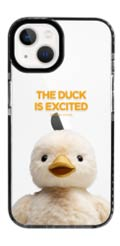 THE DUCK
IS EXCITED